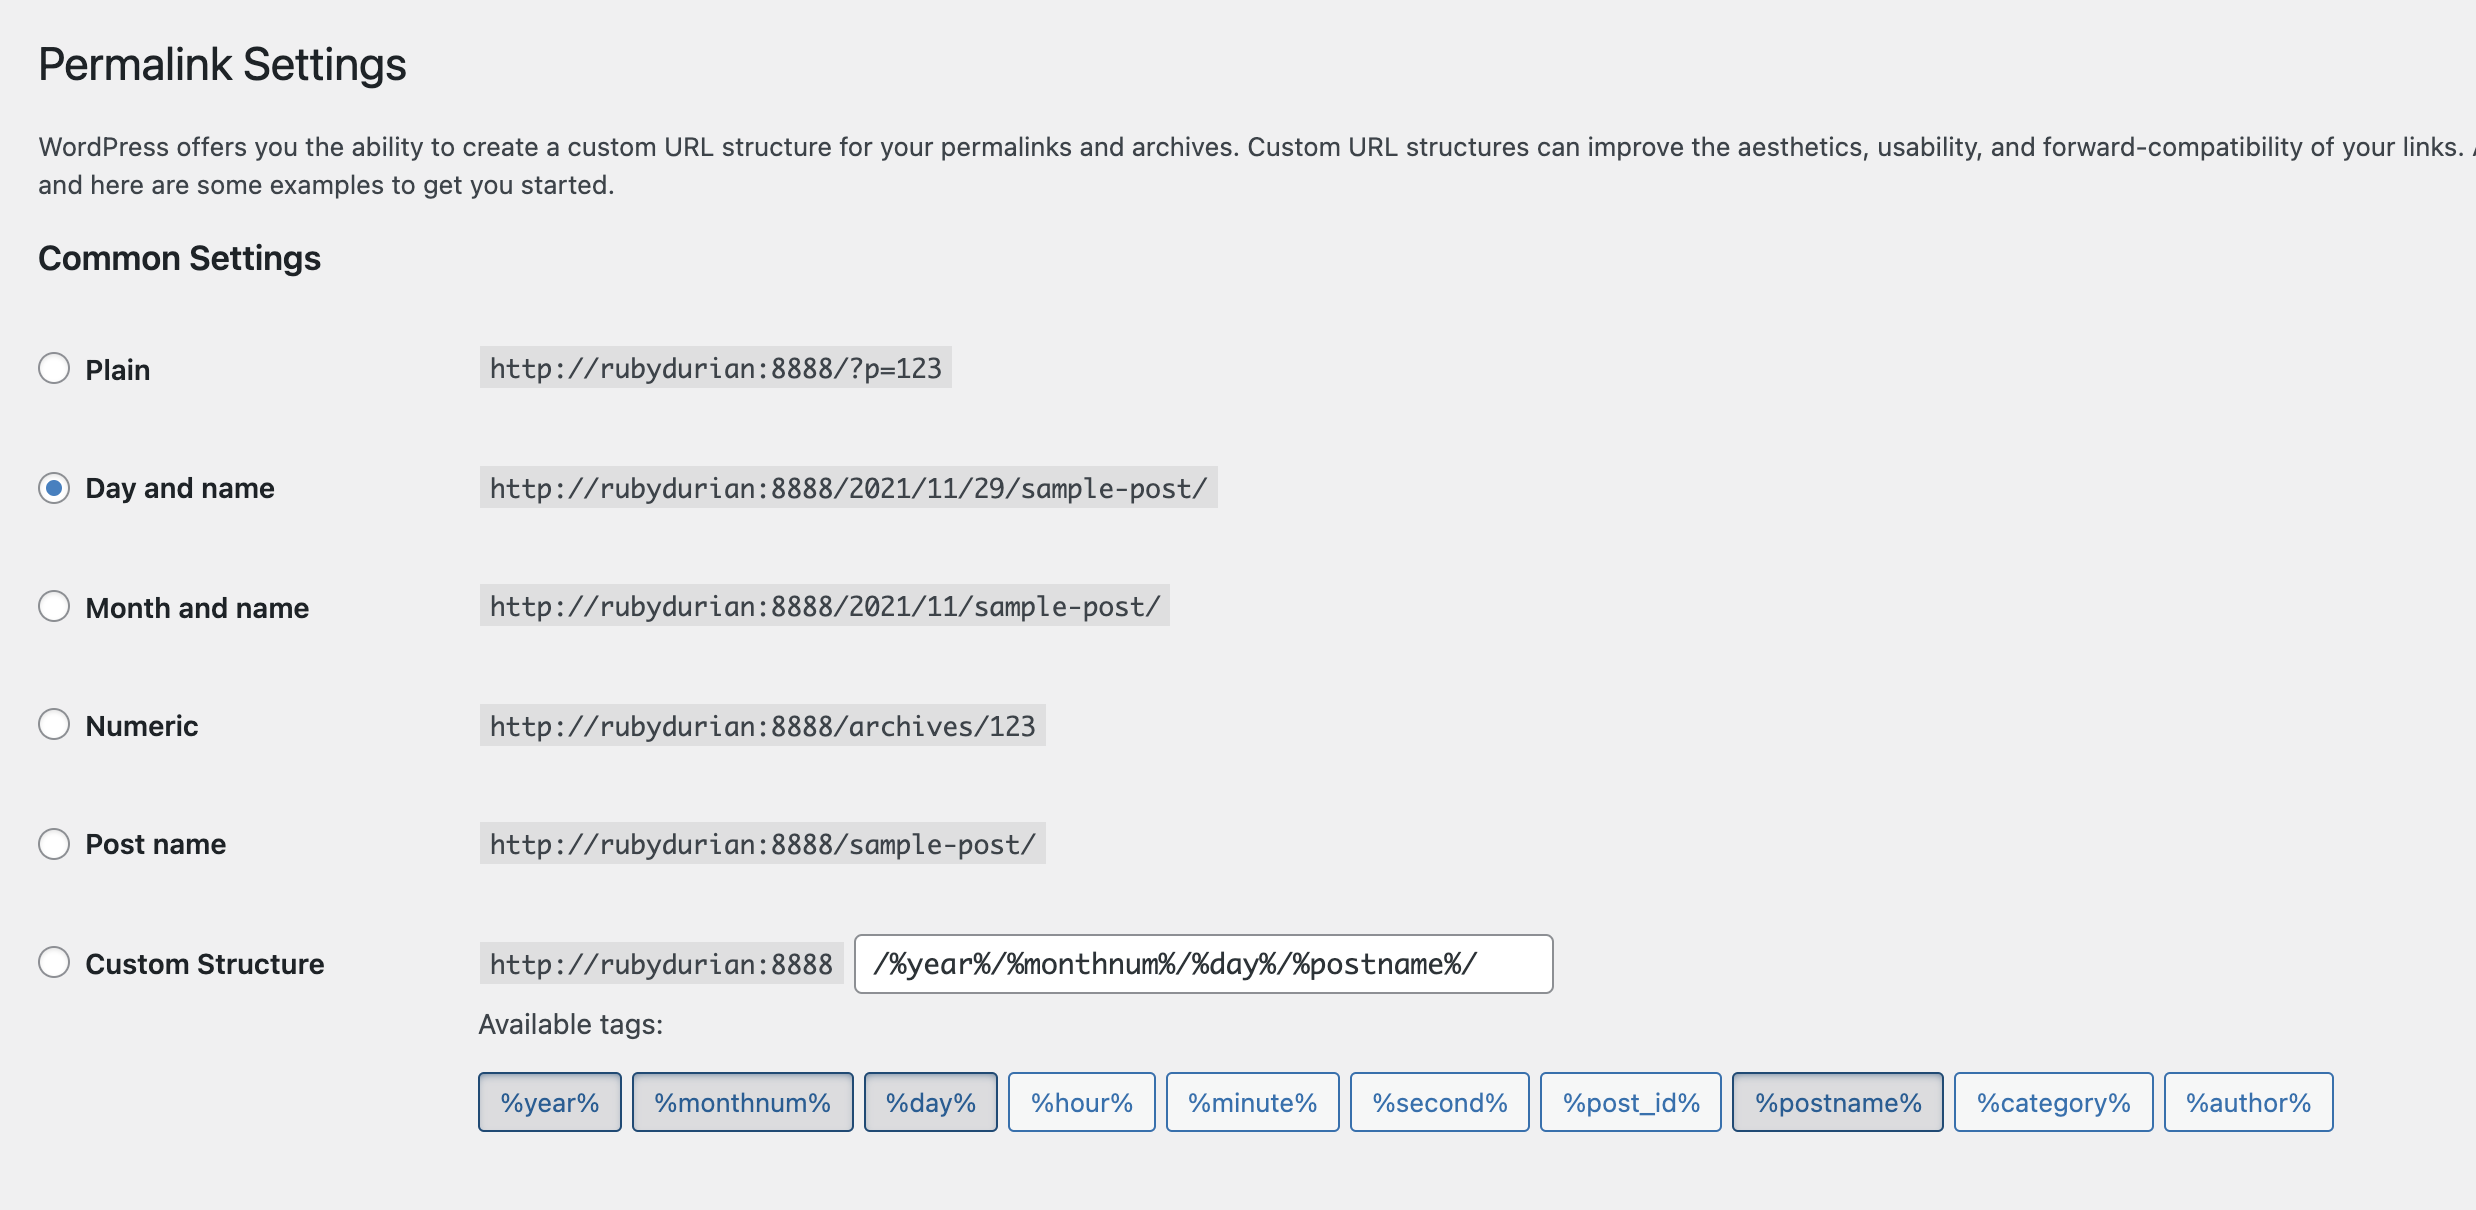 Permalink Settings
WordPress offers you the ability to create a custom URL structure for your permalinks and archives. Custom URL structures can improve the aesthetics, usability, and forward-compatibility of your links.
and here are some examples to get you started.
Common Settings
Plain http://rubydurian:8888/?p=123
Day and name http://rubydurian:8888/2021/11/29/sample-post/
Month and name http://rubydurian:8888/2021/11/sample-post/
Numeric http://rubydurian:8888/archives/123
Post name http://rubydurian:8888/sample-post/
Custom Structure http://rubydurian:8888 /%year%/%monthnum%/%day%/%postname%/
Available tags:
%year% %monthnum% %day% %hour% %minute% %second% %post_id% %postname% %category% %author%